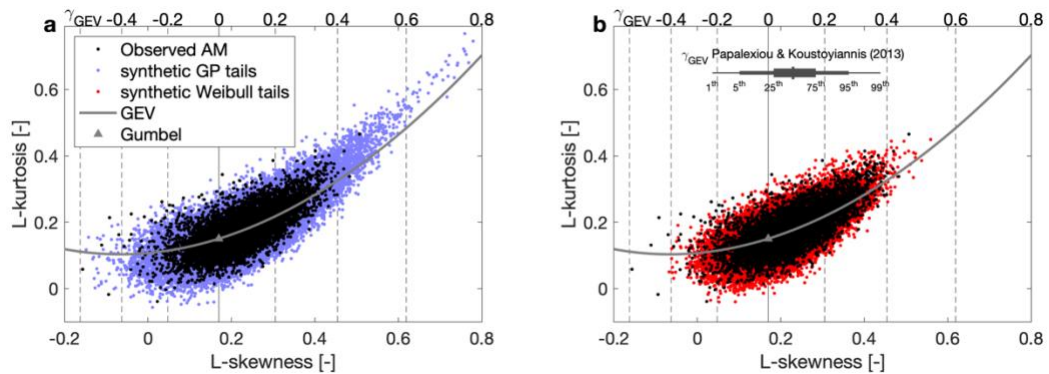 γGEV -0.4 -0.2 0 0.2 0.4 0.6 0.8
a
Observed AM
synthetic GP tails
synthetic Weibull tails
GEV
Gumbel
0.6
0.4
0.2
0
L-kurtosis [-]
-0.2 0 0.2 0.4 0.6 0.8
L-skewness [-]
γGEV -0.4 -0.2 0 0.2 0.4 0.6 0.8
b
γGEV Papalexiou & Koustoyiannis (2013)
1th 5th 25th 75th 95th 99th
0.6
0.4
0.2
0
L-kurtosis [-]
-0.2 0 0.2 0.4 0.6 0.8
L-skewness [-]